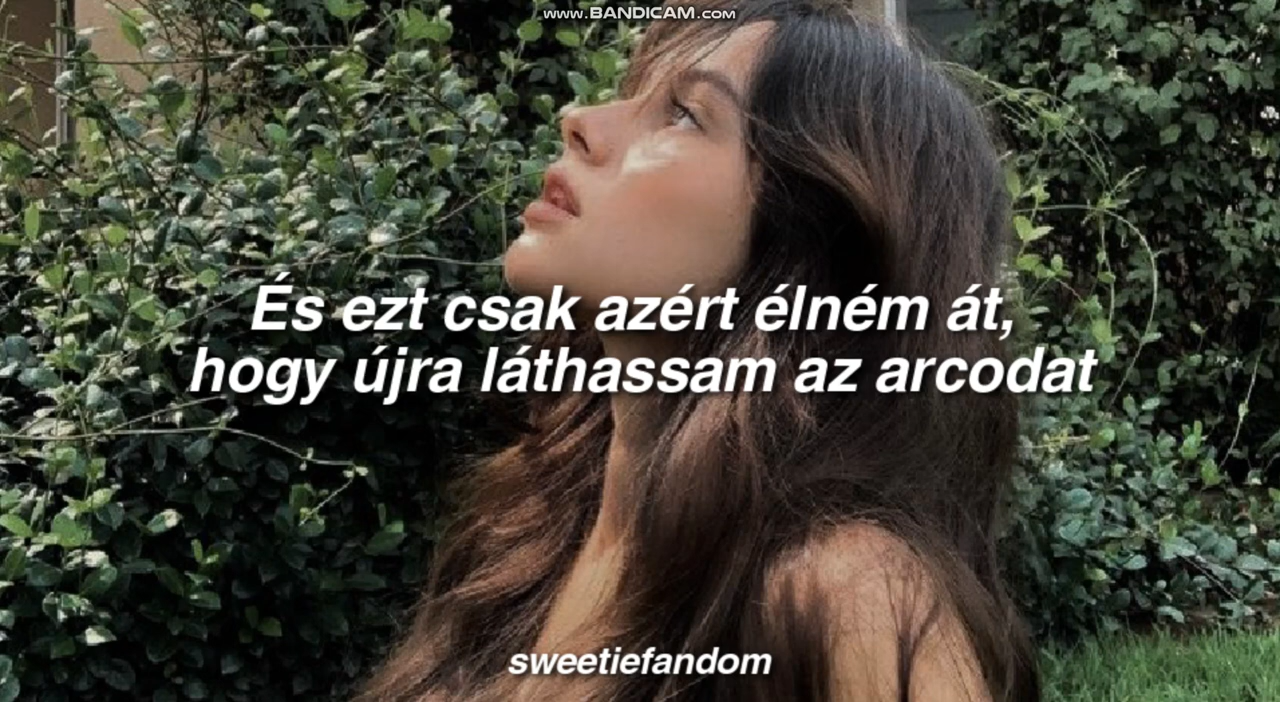 www.BANDICAM.com
És ezt csak azért élném át,
hogy újra láthassam az arcodat
sweetiefandom